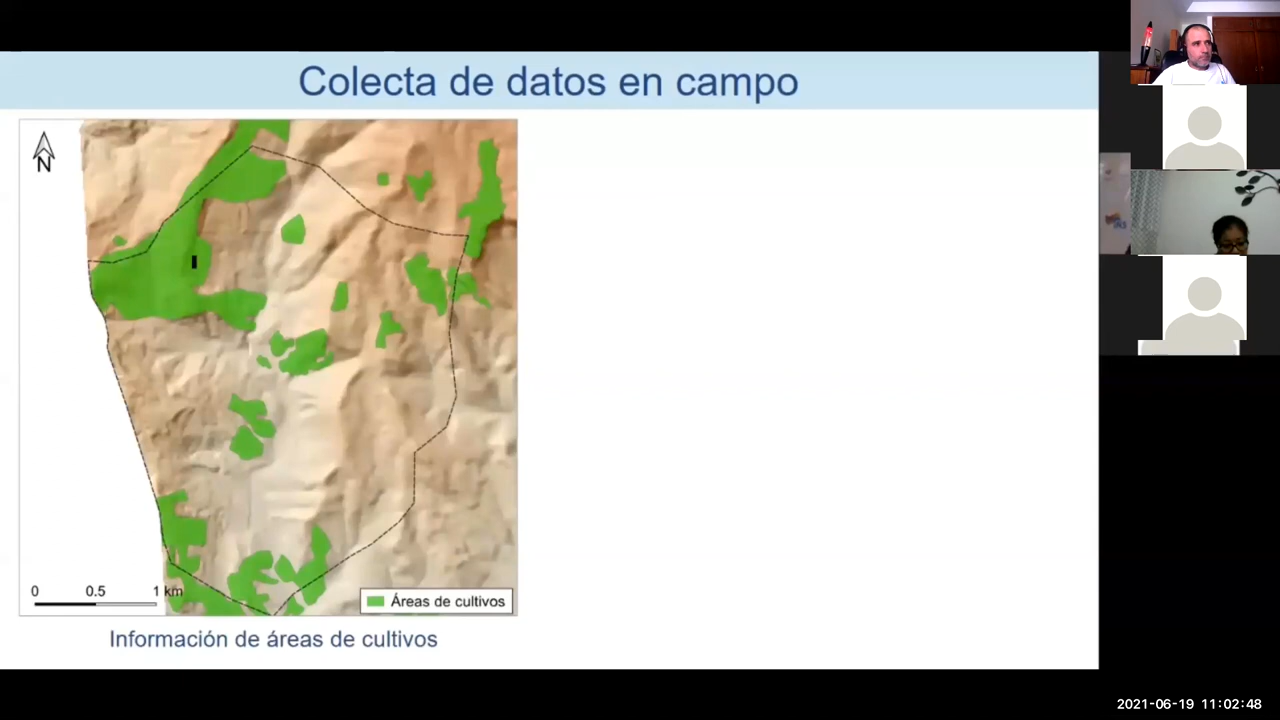 Colecta de datos en campo
N
0 0.5 1 km
Áreas de cultivos
Información de áreas de cultivos
2021-06-19 11:02:48